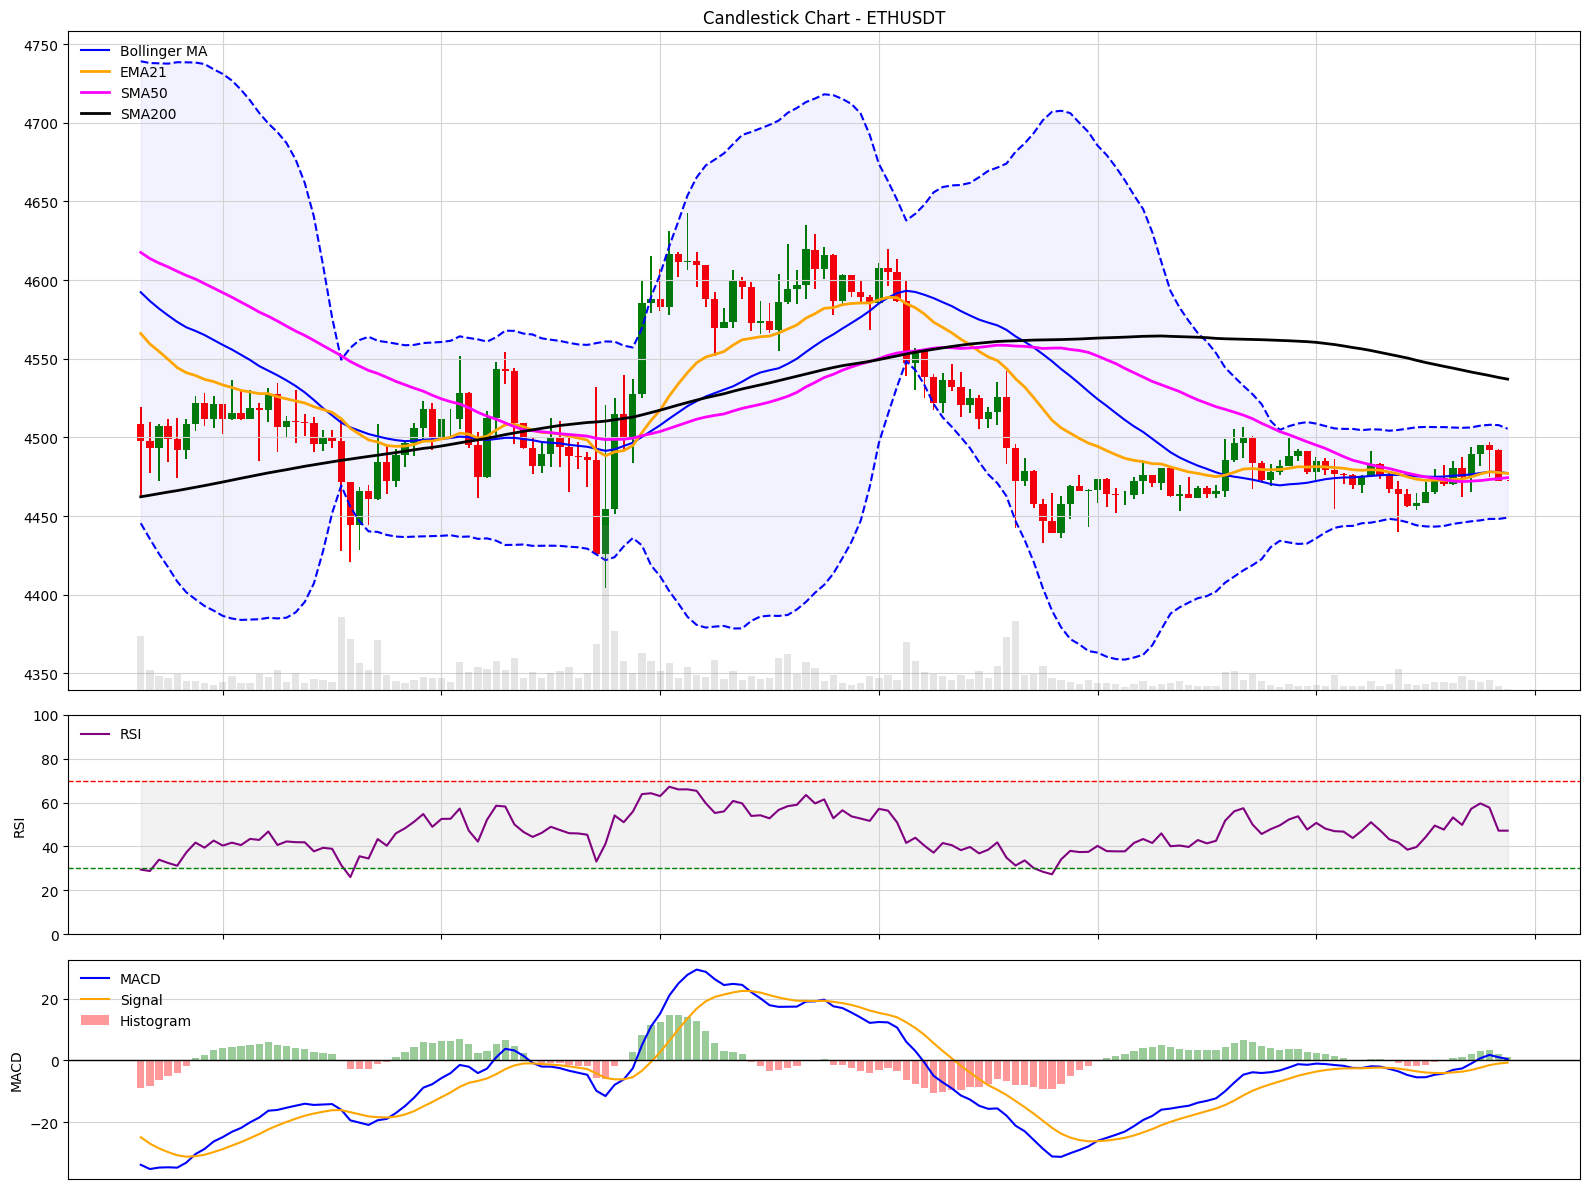 Candlestick Chart - ETHUSDT
4750
4700
4650
4600
4550
4500
4450
4400
4350
Bollinger MA
EMA21
SMA50
SMA200
100
80
60
40
20
0
RSI
RSI
20
0
−20
MACD
MACD
Signal
Histogram